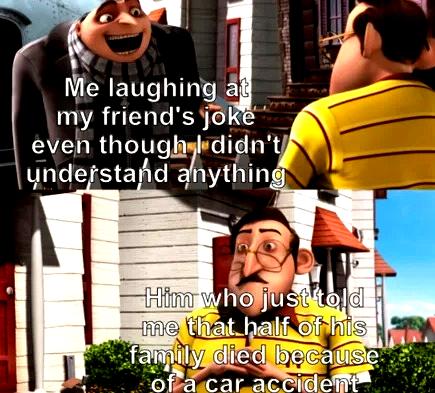 Me laughing at
my friend's joke
even though I didn't
understand anything
Him who just told
me that half of his
family died because
of a car accident